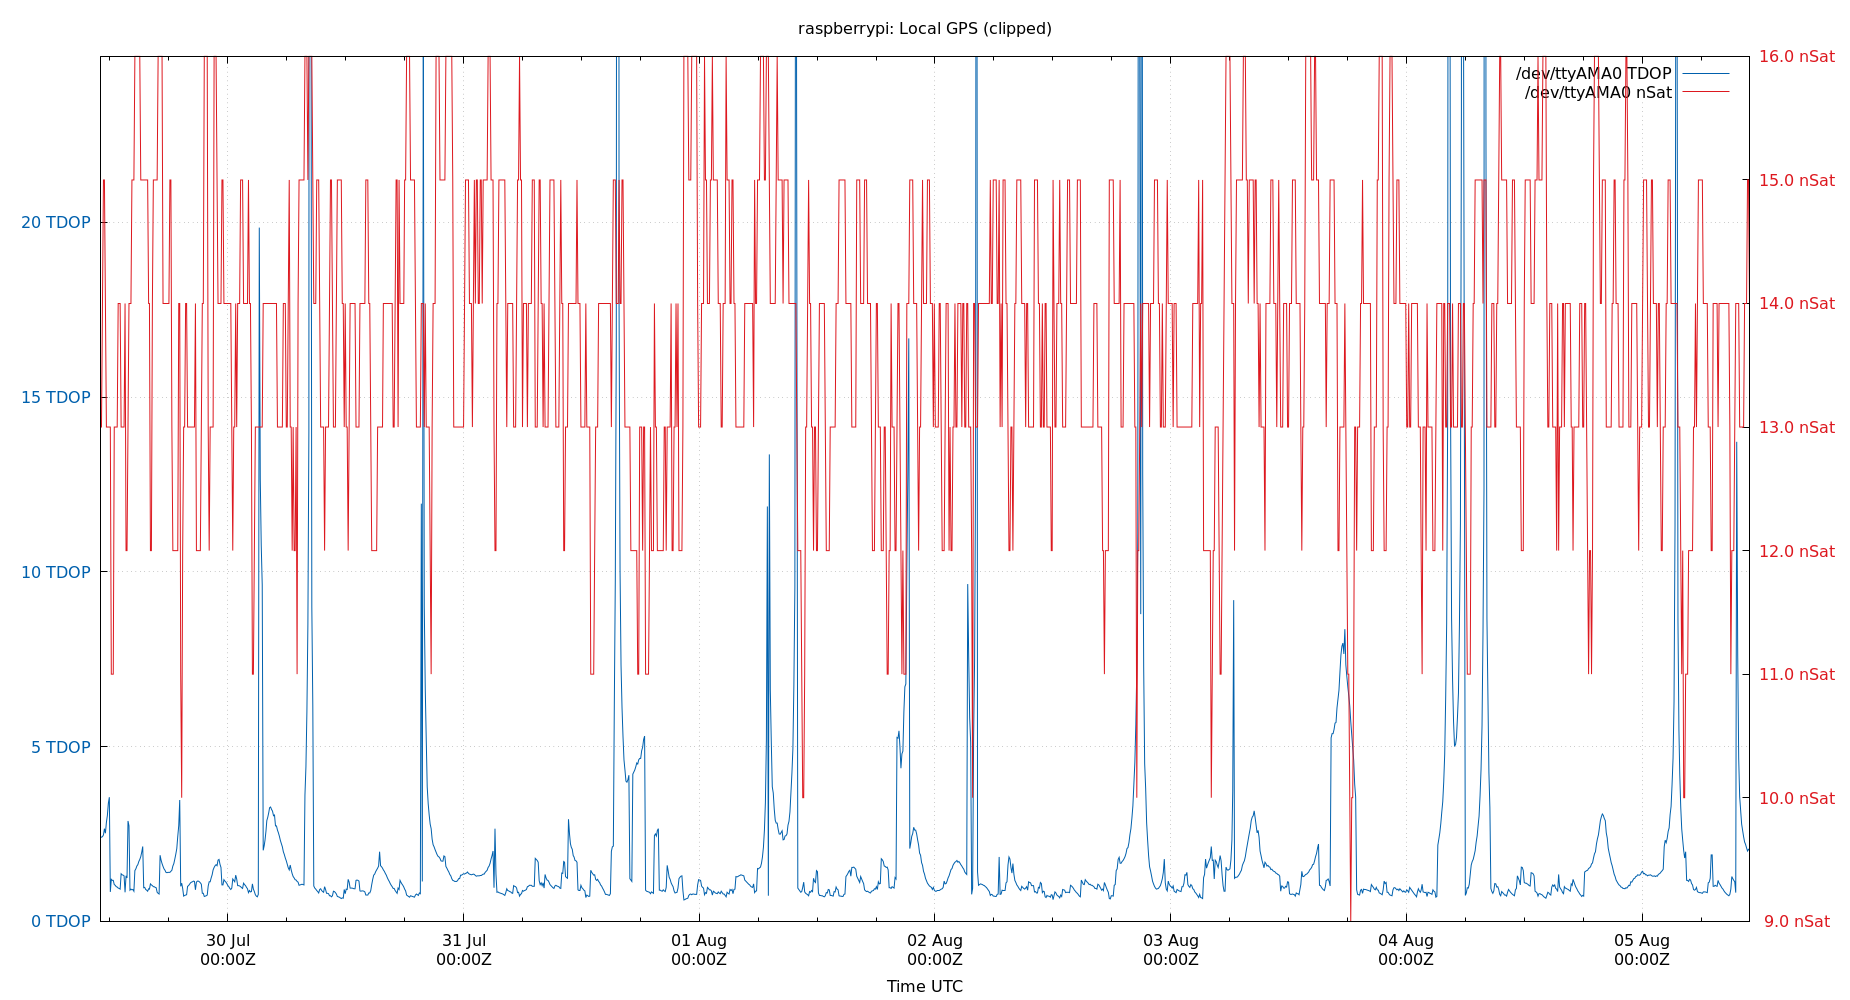 raspberrypi: Local GPS (clipped)
/dev/ttyAMA0 TDOP
/dev/ttyAMA0 nSat
20 TDOP
15 TDOP
10 TDOP
5 TDOP
0 TDOP
16.0 nSat
15.0 nSat
14.0 nSat
13.0 nSat
12.0 nSat
11.0 nSat
10.0 nSat
9.0 nSat
30 Jul
00:00Z
31 Jul
00:00Z
01 Aug
00:00Z
02 Aug
00:00Z
03 Aug
00:00Z
04 Aug
00:00Z
05 Aug
00:00Z
Time UTC